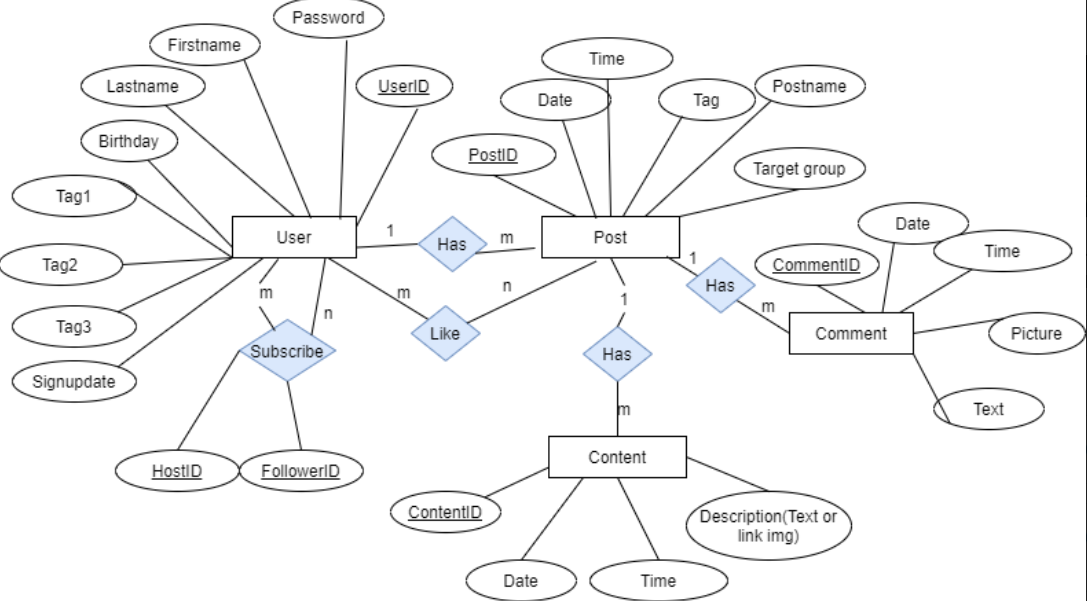 Password
Firstname
Time
Lastname
UserID
Date
Tag
Postname
Birthday
PostID
Target group
Tag1
Date
User
1
Has
m
Post
Time
Tag2
1
CommentID
Has
m
m
n
m
n
1
Tag3
Like
Comment
Picture
Subscribe
Has
Signupdate
m
Text
Content
HostID
FollowerID
ContentID
Description(Text or
link img)
Date
Time